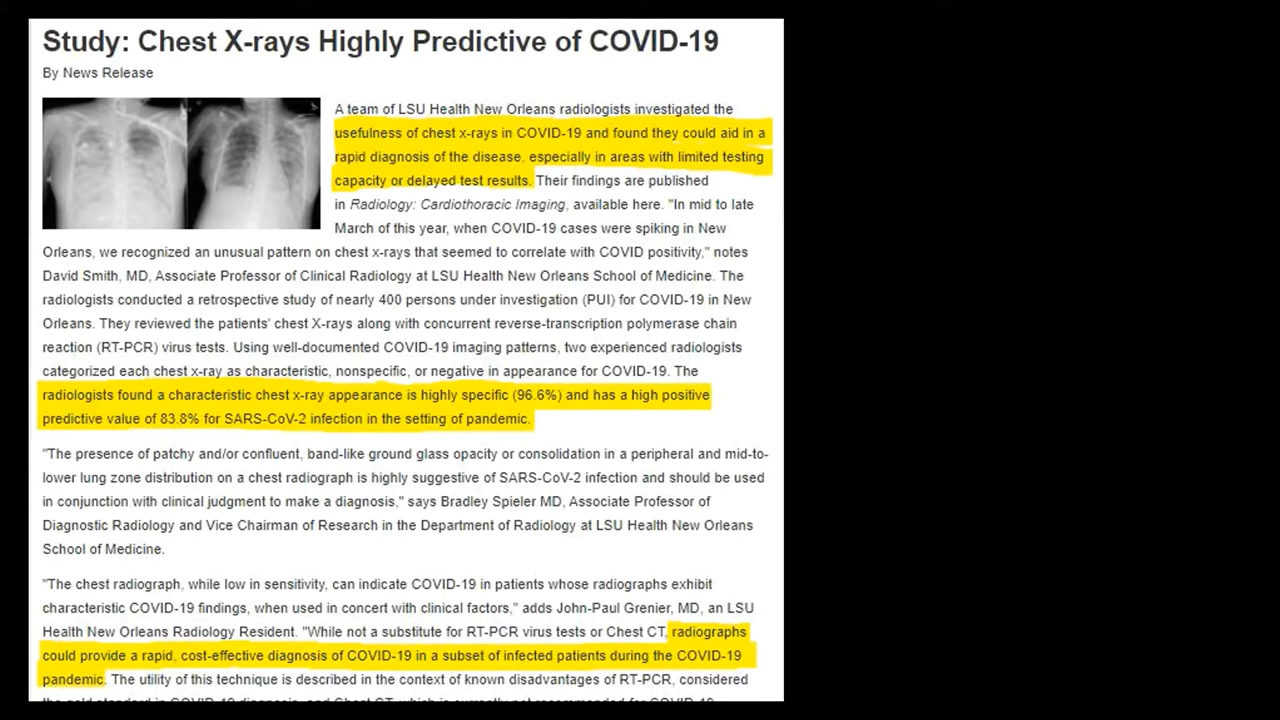 Study: Chest X-rays Highly Predictive of COVID-19
By News Release
A team of LSU Health New Orleans radiologists investigated the
usefulness of chest x-rays in COVID-19 and found they could aid in a
rapid diagnosis of the disease, especially in areas with limited testing
capacity or delayed test results. Their findings are published
in Radiology: Cardiothoracic Imaging, available here. "In mid to late
March of this year, when COVID-19 cases were spiking in New
Orleans, we recognized an unusual pattern on chest x-rays that seemed to correlate with COVID positivity," notes
David Smith, MD, Associate Professor of Clinical Radiology at LSU Health New Orleans School of Medicine. The
radiologists conducted a retrospective study of nearly 400 persons under investigation (PUI) for COVID-19 in New
Orleans. They reviewed the patients' chest X-rays along with concurrent reverse-transcription polymerase chain
reaction (RT-PCR) virus tests. Using well-documented COVID-19 imaging patterns, two experienced radiologists
categorized each chest x-ray as characteristic, nonspecific, or negative in appearance for COVID-19. The
radiologists found a characteristic chest x-ray appearance is highly specific (96.6%) and has a high positive
predictive value of 83.8% for SARS-CoV-2 infection in the setting of pandemic.
"The presence of patchy and/or confluent, band-like ground glass opacity or consolidation in a peripheral and mid-to-
lower lung zone distribution on a chest radiograph is highly suggestive of SARS-CoV-2 infection and should be used
in conjunction with clinical judgment to make a diagnosis," says Bradley Spieler MD, Associate Professor of
Diagnostic Radiology and Vice Chairman of Research in the Department of Radiology at LSU Health New Orleans
School of Medicine.
"The chest radiograph, while low in sensitivity, can indicate COVID-19 in patients whose radiographs exhibit
characteristic COVID-19 findings, when used in concert with clinical factors," adds John-Paul Grenier, MD, an LSU
Health New Orleans Radiology Resident. "While not a substitute for RT-PCR virus tests or Chest CT, radiographs
could provide a rapid, cost-effective diagnosis of COVID-19 in a subset of infected patients during the COVID-19
pandemic. The utility of this technique is described in the context of known disadvantages of RT-PCR, considered
the gold standard in COVID-19 diagnosis, and Chest CT, which is currently not recommended for COVID-19